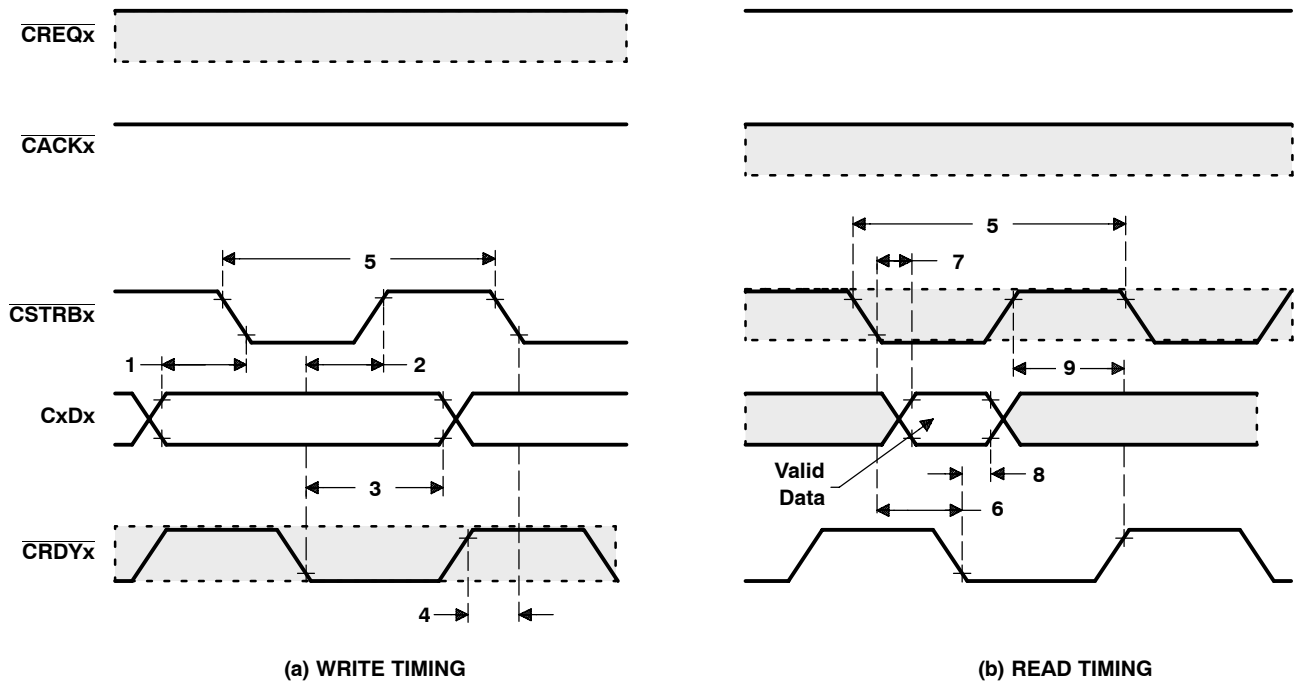 CREQx
CACKx
5
CSTRBx
1
2
CxDx
3
CRDYx
4
(a) WRITE TIMING
5
7
9
Valid
Data
8
6
(b) READ TIMING